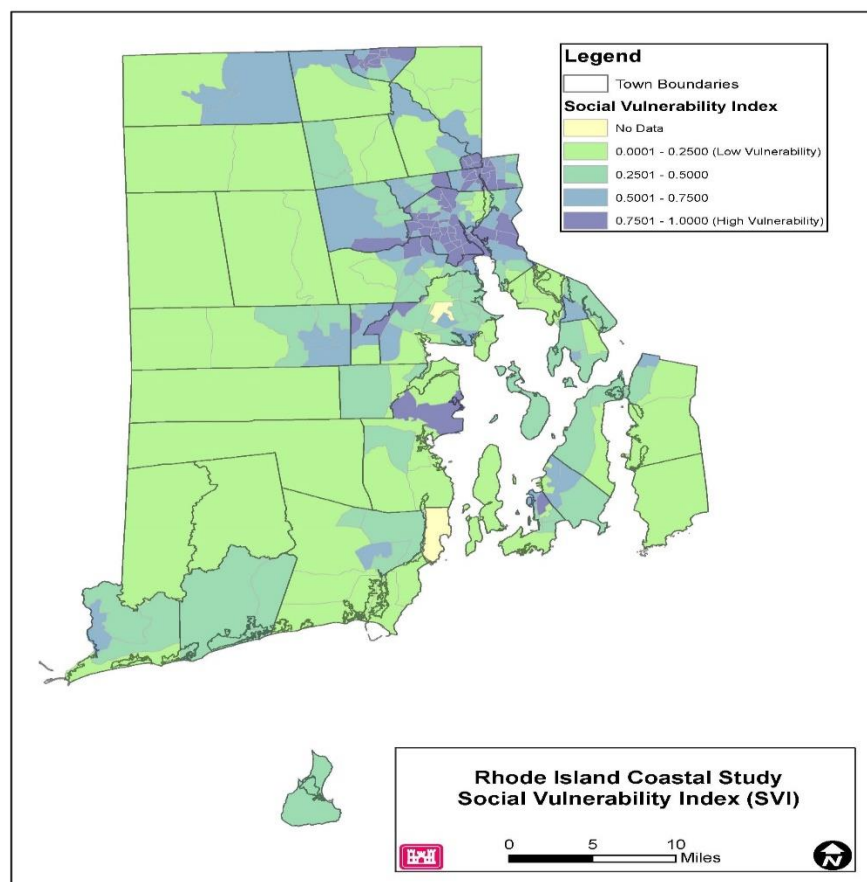 Legend
Town Boundaries
Social Vulnerability Index
No Data
0.0001 - 0.2500 (Low Vulnerability)
0.2501 - 0.5000
0.5001 - 0.7500
0.7501 - 1.0000 (High Vulnerability)
Rhode Island Coastal Study
Social Vulnerability Index (SVI)
0 5 10
Miles
N